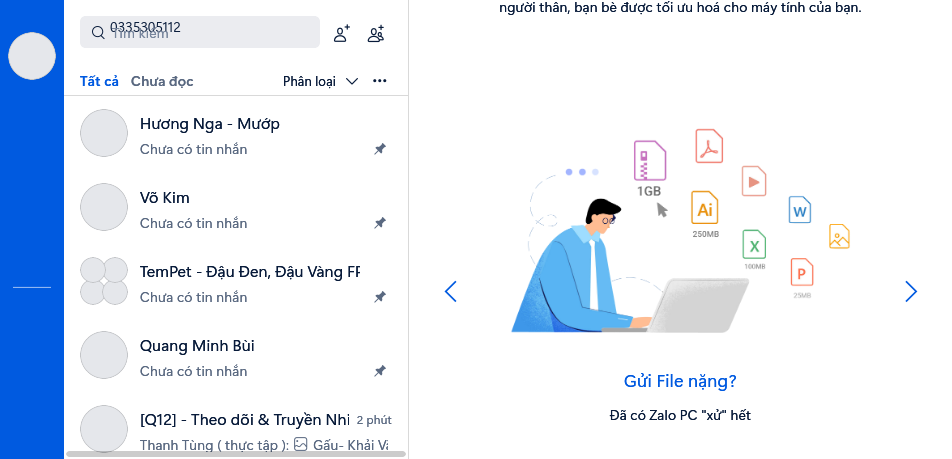 người thân, bạn bè được tối ưu hoá cho máy tính của bạn.
0335305112
Tìm kiếm
Tất cả Chưa đọc Phân loại
Hương Nga - Mướp
Chưa có tin nhắn
Võ Kim
Chưa có tin nhắn
TemPet - Đậu Đen, Đậu Vàng FF
Chưa có tin nhắn
Quang Minh Bùi
Chưa có tin nhắn
[Q12] - Theo dõi & Truyền Nhi 2 phút
Thanh Tùng ( thực tập ): Gấu- Khải Vă
1GB
Ai
250MB
W
X
100MB
P
25MB
Gửi File nặng?
Đã có Zalo PC "xử" hết